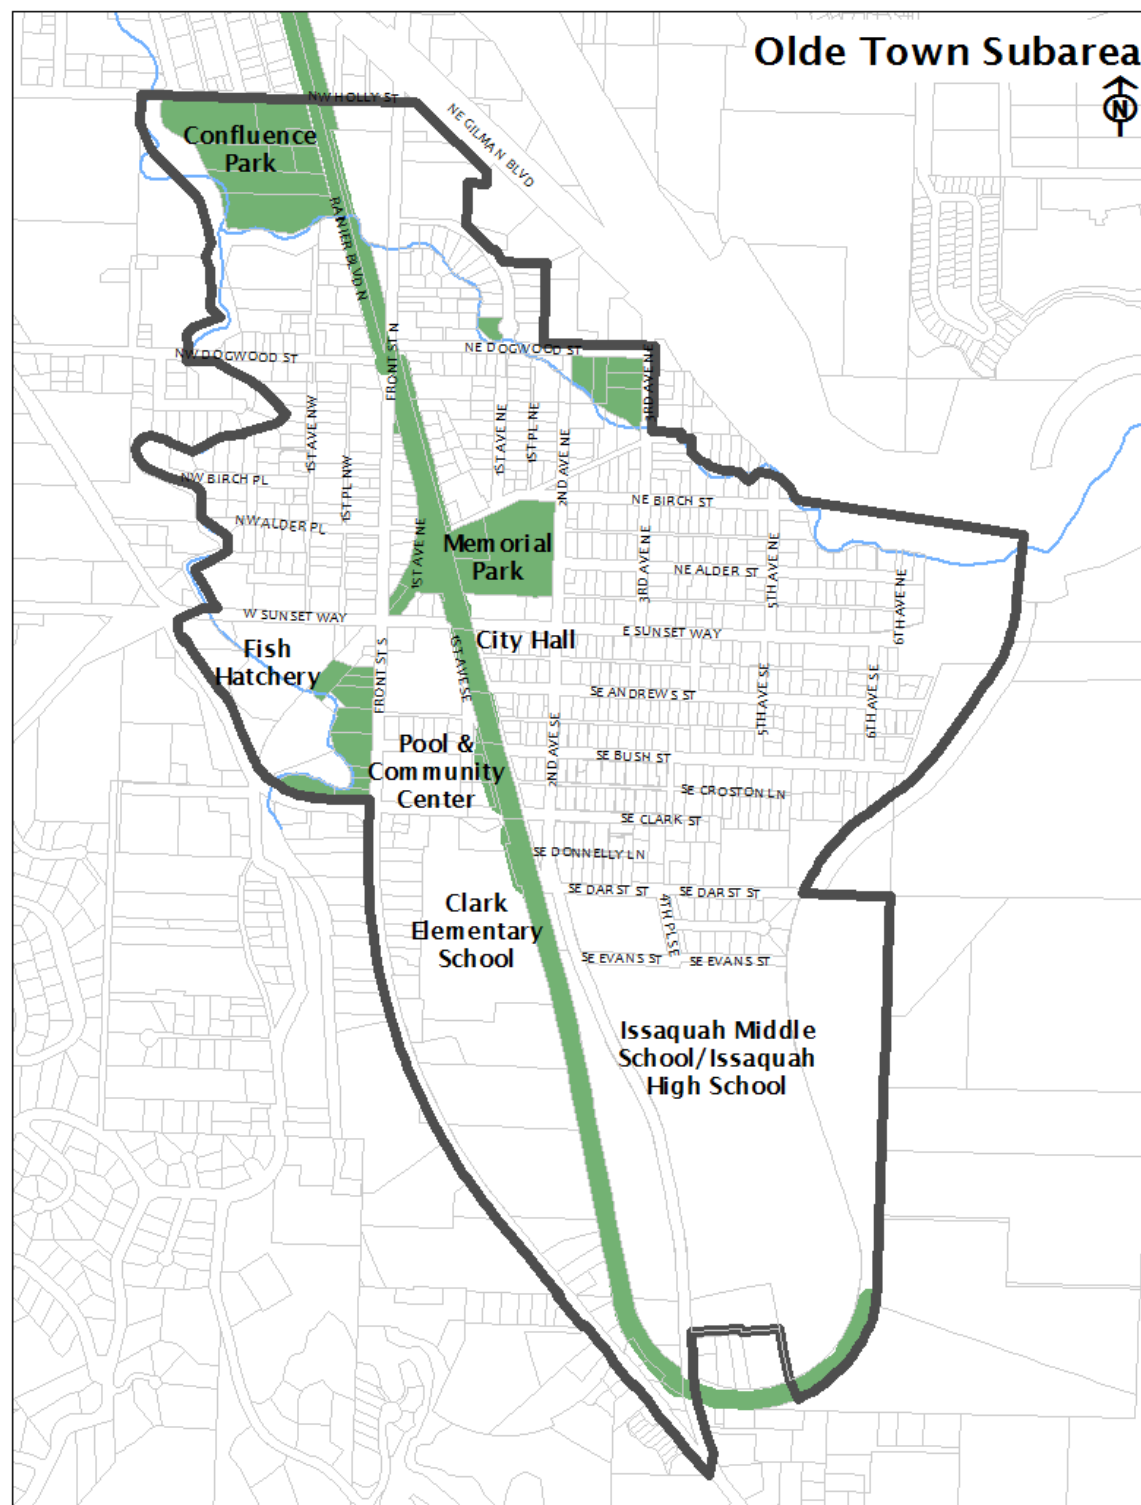 Olde Town Subarea
N
NW HOLLY ST
NE GILMAN BLVD
Confluence
Park
RANIER BLVD N
FRONT ST N
NW DOGWOOD ST
NE DOGWOOD ST
3RD AVE NE
1ST AVE NW
1ST PL NW
1ST AVE NE
1ST PL NE
2ND AVE NE
NW BIRCH PL
NW ALDER PL
NE BIRCH ST
1ST AVE NE
Memorial
Park
3RD AVE NE
NE ALDER ST
5TH AVE NE
6TH AVE NE
W SUNSET WAY
E SUNSET WAY
City Hall
Fish
Hatchery
FRONT ST S
1ST AVE SE
SE ANDREWS ST
5TH AVE SE
6TH AVE SE
Pool &
Community
Center
2ND AVE SE
SE BUSH ST
SE CROSTON LN
SE CLARK ST
SE DONNELLY LN
SE DARST ST
SE DARST ST
4TH PL SE
Clark
Elementary
School
SE EVANS ST
SE EVANS ST
Issaquah Middle
School/Issaquah
High School